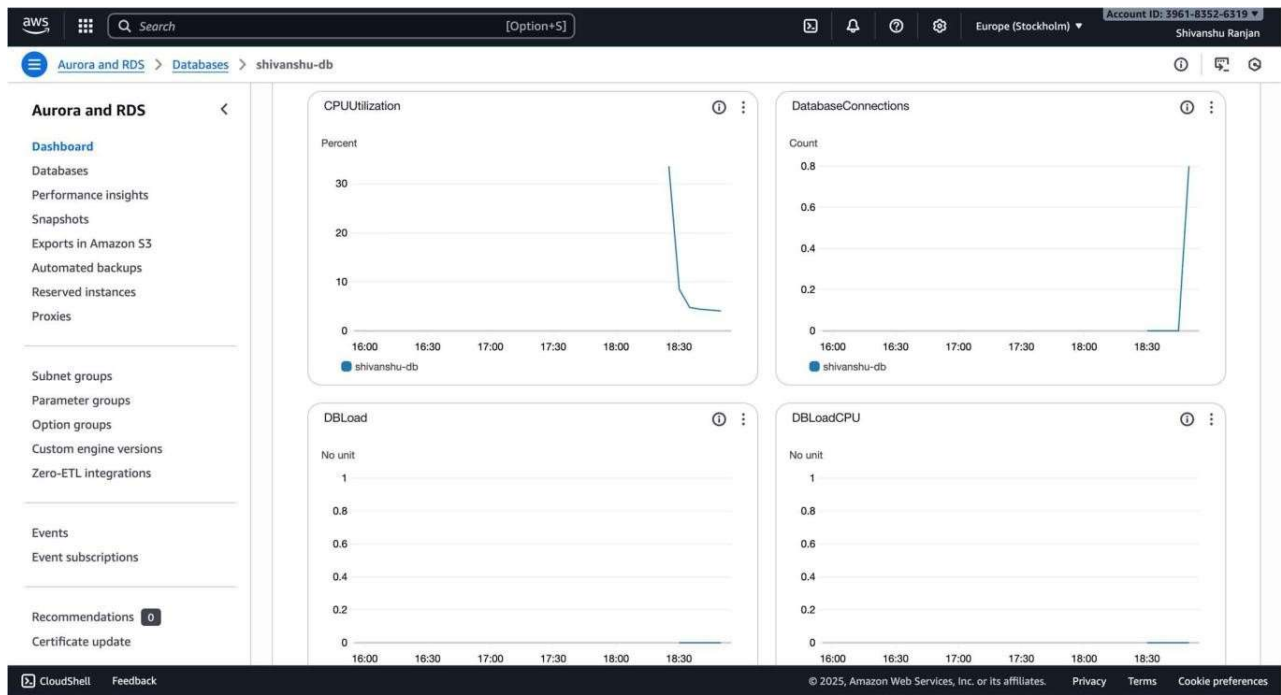 aws
Search [Option+S]
Europe (Stockholm) ▼
Account ID: 3961-8352-6319 ▼
Shivanshu Ranjan
Aurora and RDS > Databases > shivanshu-db
Aurora and RDS
Dashboard
Databases
Performance insights
Snapshots
Exports in Amazon S3
Automated backups
Reserved instances
Proxies
Subnet groups
Parameter groups
Option groups
Custom engine versions
Zero-ETL integrations
Events
Event subscriptions
Recommendations 0
Certificate update
CPUUtilization
Percent
30
20
10
0
16:00 16:30 17:00 17:30 18:00 18:30
shivanshu-db
DatabaseConnections
Count
0.8
0.6
0.4
0.2
0
16:00 16:30 17:00 17:30 18:00 18:30
shivanshu-db
DBLoad
No unit
1
0.8
0.6
0.4
0.2
0
16:00 16:30 17:00 17:30 18:00 18:30
DBLoadCPU
No unit
1
0.8
0.6
0.4
0.2
0
16:00 16:30 17:00 17:30 18:00 18:30
CloudShell Feedback
© 2025, Amazon Web Services, Inc. or its affiliates. Privacy Terms Cookie preferences